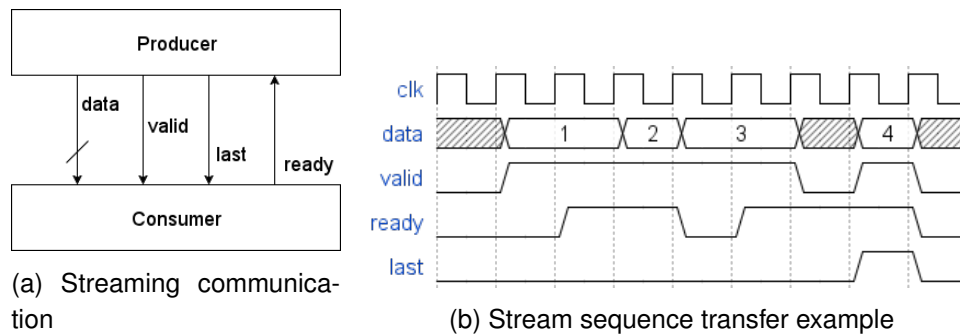 Producer
data
valid
last
ready
Consumer
(a) Streaming communica-
tion
clk
data
1 2 3 4
valid
ready
last
(b) Stream sequence transfer example